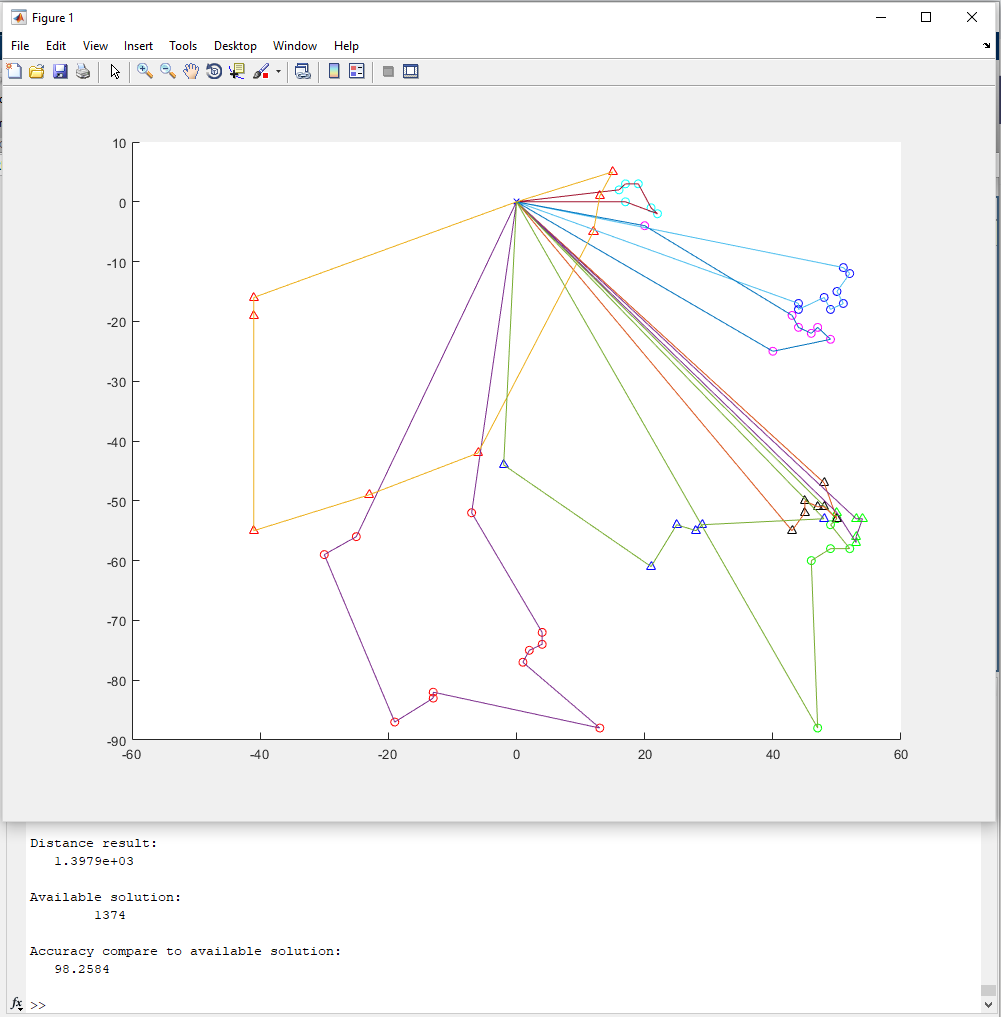 Figure 1
File Edit View Insert Tools Desktop Window Help
10
0
-10
-20
-30
-40
-50
-60
-70
-80
-90
-60 -40 -20 0 20 40 60
Distance result:
1.3979e+03
Available solution:
1374
Accuracy compare to available solution:
98.2584
fx >>